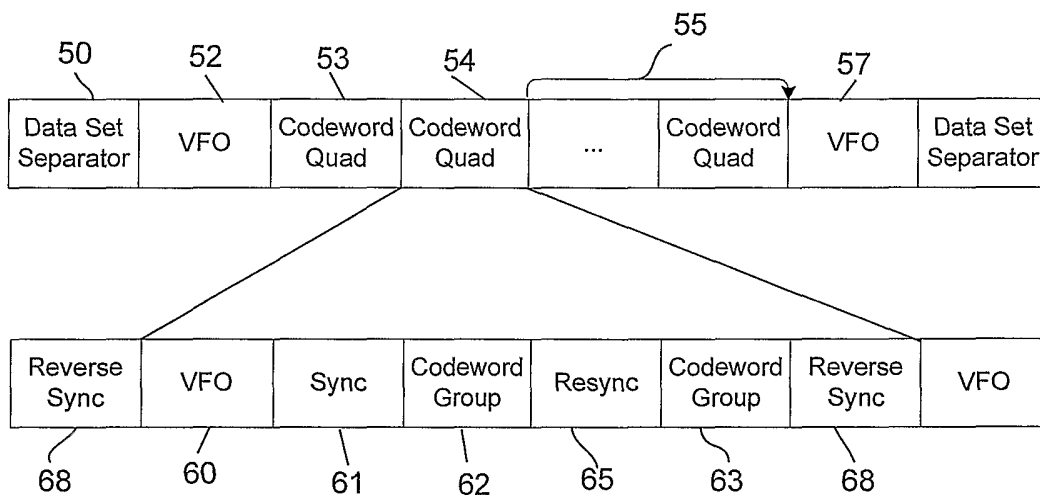 55
50
52
53
54
57
Data Set
Separator
VFO
Codeword
Quad
Codeword
Quad
...
Codeword
Quad
VFO
Data Set
Separator
Reverse
Sync
VFO
Sync
Codeword
Group
Resync
Codeword
Group
Reverse
Sync
VFO
68
60
61
62
65
63
68